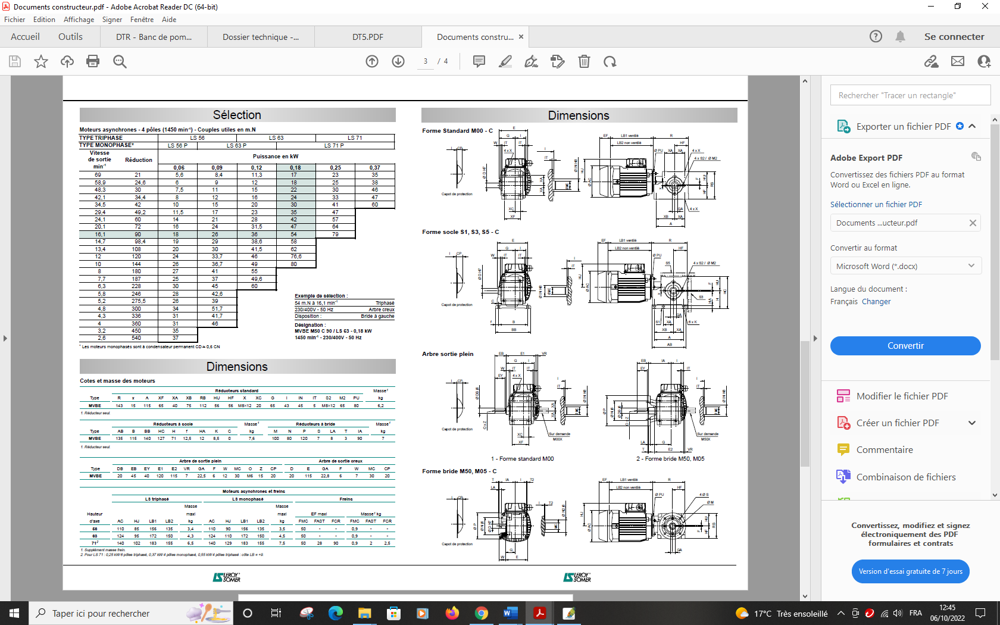 Documents constructeur.pdf - Adobe Acrobat Reader DC (64-bit)
Fichier Edition Affichage Signer Fenêtre Aide
Accueil Outils DTR - Banc de pom... Dossier technique -... DT5.PDF Documents constru... ×
Se connecter
3 / 4
Sélection
Moteurs asynchrones - 4 pôles (1450 min-1) - Couples utiles en m.N
TYPE TRIPHASE LS 56 LS 63 LS 71
TYPE MONOPHASE* LS 56 P LS 63 P LS 71 P
Vitesse de sortie min-1 Réduction Puissance en kW
0,06 0,09 0,12 0,18 0,25 0,37
69 21 5,6 8,4 11,3 17 23 35
58,9 24,6 6 9 12 18 25 38
48,3 30 7,5 11 15 22 30 46
42,1 34,4 8 12 16 24 33 47
34,5 42 10 15 20 30 41 60
29,4 49,2 11,5 17 23 35 47
24,1 60 14 21 28 42 57
20,1 72 16 24 31,5 47 64
16,1 90 18 26 36 54 79
14,7 98,4 19 29 38,6 58
13,4 108 20 30 41,5 62
12 120 24 33,7 46 76,6
10 144 26 36,7 49 80
8 180 27 41 55
7,7 187 25 37 49,6
6,3 228 30 45 60
5,8 246 28 42,6
5,2 275,5 26 39
4,8 300 34 51,7
4,3 336 31 41,7
4 360 31 46
3,2 450 35
2,6 540 37
* Les moteurs monophasés sont à condensateur permanent CD ≃ 0,6 CN
Exemple de sélection :
54 m.N à 16,1 min-1 Triphasé
230/400V - 50 Hz Arbre creux
Disposition : Bride à gauche
Désignation :
MVBE M50 C 90 / LS 63 - 0,18 kW
1450 min-1 - 230/400V - 50 Hz
Dimensions
Cotes et masse des moteurs
Réducteurs standard Masse1
Type R x A XF XA XB RB HU HF X XC G I IN IT S2 M2 PU kg
MVBE 143 15 115 65 40 75 112 56 56 M8×12 20 65 43 45 5 M8×12 65 80 6,2
1. Réducteur seul.
Réducteurs à socle Masse1 Réducteurs à bride Masse1
Type AB B BB HC H f HA K C kg M N P S LA T IA kg
MVBE 135 115 140 127 71 12,5 12 8,5 0 7,6 100 80 120 7 8 3 90 7
1. Réducteur seul.
Arbre de sortie plein Arbre de sortie creux
Type DB EB EY E1 E2 VR GA F W MC O Z CP D E GA F W MC CP
MVBE 20 45 40 120 115 7 22,5 6 12 30 M6 15 20 20 115 22,8 6 7 30 20
Moteurs asynchrones et freins
LS triphasé LS monophasé Freins
Hauteur d'axe AC HJ LB1 LB2 Masse maxi kg AC HJ LB1 LB2 Masse maxi kg EF maxi FMC FAST FCR Masse1 kg FMC FAST FCR
56 110 85 156 135 3,4 110 90 156 135 3,5 50 - - 0,9 - -
63 124 95 172 150 4,3 124 110 172 150 4,5 50 - - 0,9 - -
71² 140 102 183 155 6,5 140 129 183 155 7,5 50 28 90 0,9 2 2,5
1. Supplément masse frein.
2. Pour LS 71 : 0,25 kW 6 pôles triphasé, 0,37 kW 4 pôles monophasé, 0,55 kW 4 pôles triphasé : côte LB = +9.
LEROY SOMER
Dimensions
Forme Standard M00 - C
Capot de protection
LB1 ventilé
LB2 non ventilé
4 x X
4 x S2 / Ø M2
Forme socle S1, S3, S5 - C
Capot de protection
LB1 ventilé
LB2 non ventilé
4 x S2 / Ø M2
6 x K
Arbre sortie plein
Capot de protection
Sur demande M00X
Sur demande M50X
1 - Forme standard M00
2 - Forme bride M50, M05
Forme bride M50, M05 - C
Capot de protection
LB1 ventilé
LB2 non ventilé
4 Ø S
Ø M
LEROY SOMER
Rechercher "Tracer un rectangle"
Exporter un fichier PDF
Adobe Export PDF
Convertissez des fichiers PDF au format
Word ou Excel en ligne.
Sélectionner un fichier PDF
Documents ...ucteur.pdf
Convertir au format
Microsoft Word (*.docx)
Langue du document :
Français Changer
Convertir
Modifier le fichier PDF
Créer un fichier PDF
Commentaire
Combinaison de fichiers
Convertissez, modifiez et signez
électroniquement des PDF
formulaires et contrats
Version d'essai gratuite de 7 jours
Taper ici pour rechercher
17°C Très ensoleillé
FRA
12:45
06/10/2022